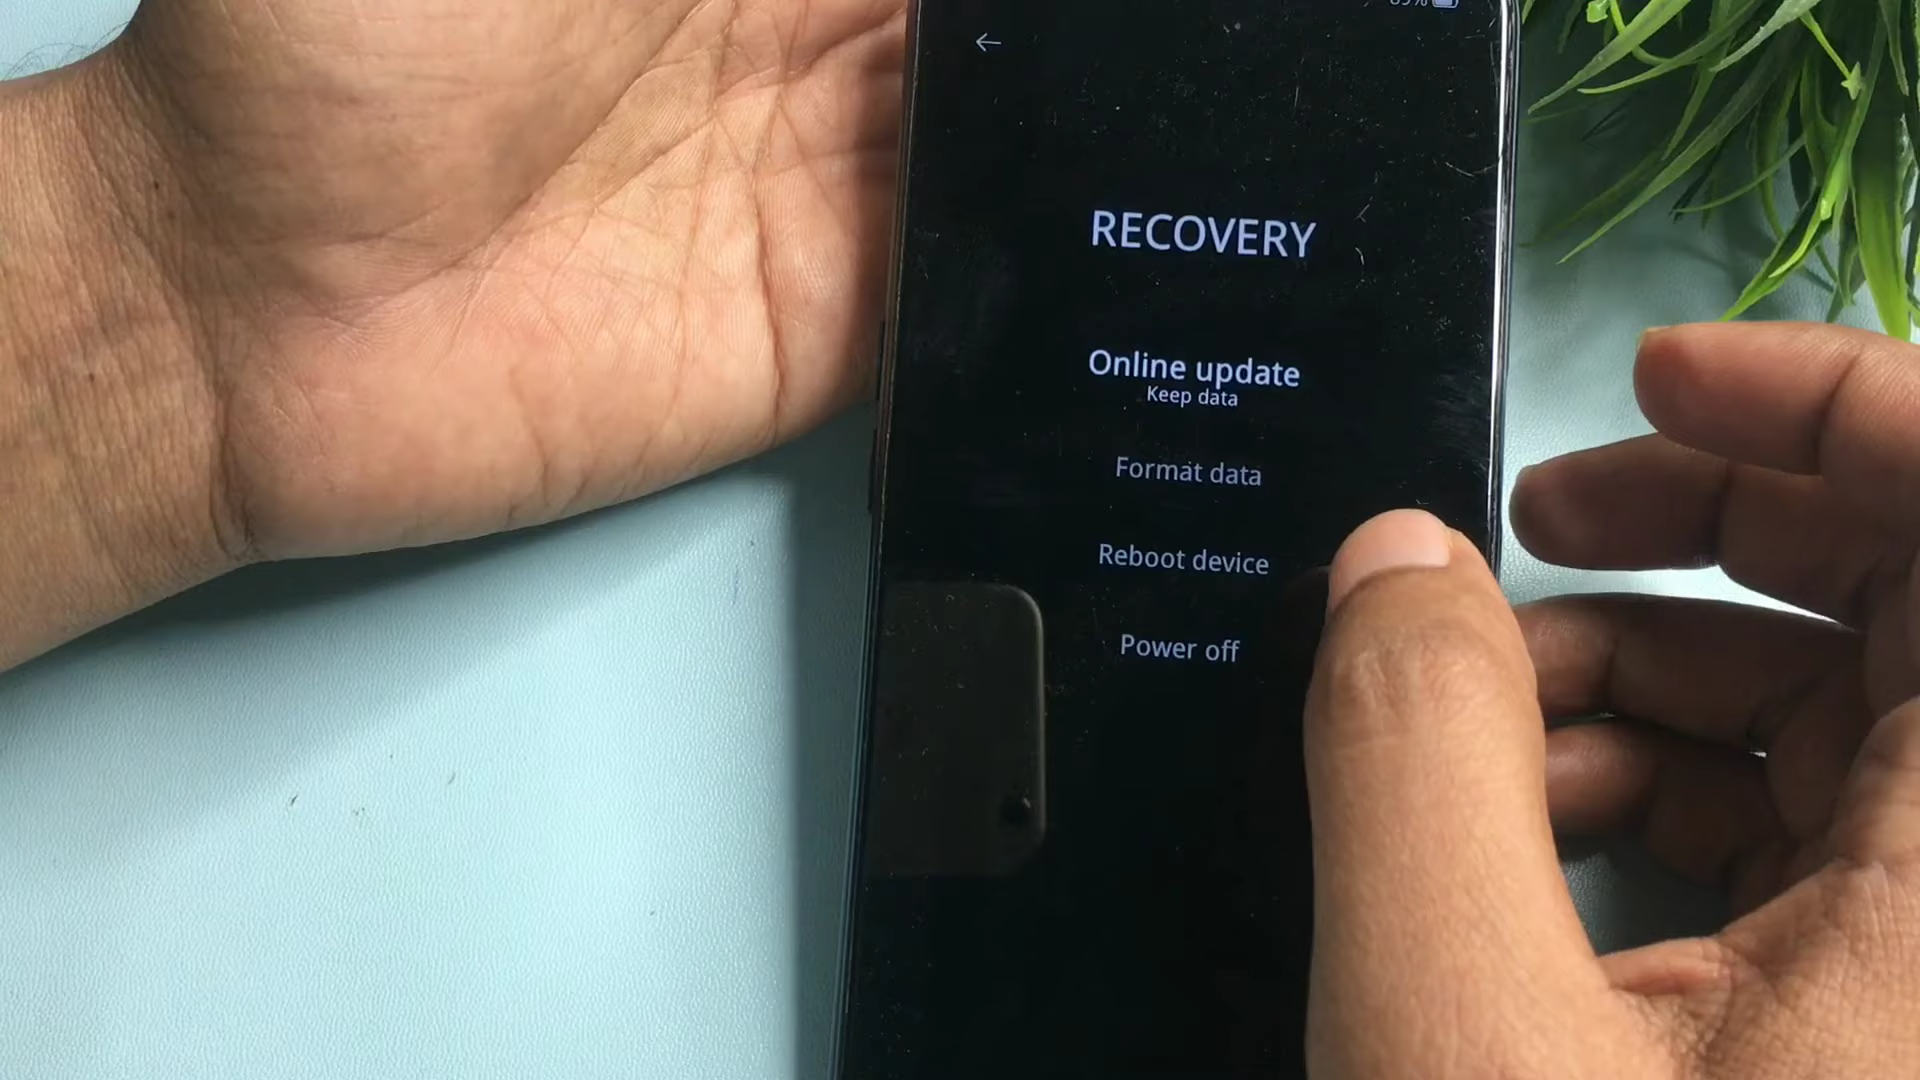 RECOVERY
Online update
Keep data
Format data
Reboot device
Power off